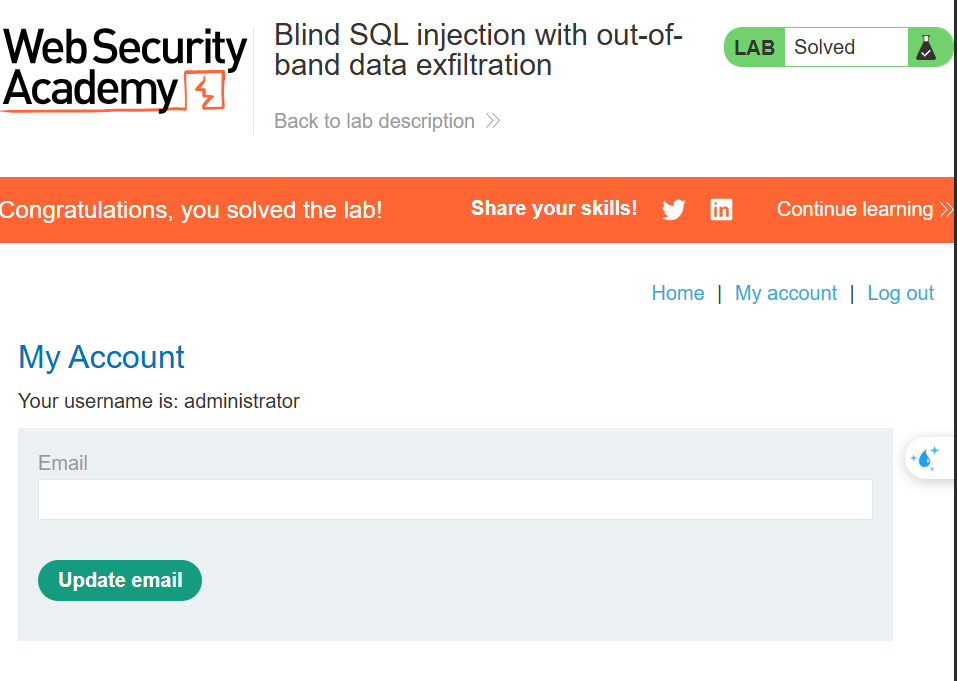 Web Security
Academy
Blind SQL injection with out-of-
band data exfiltration
Back to lab description
LAB Solved
Congratulations, you solved the lab!
Share your skills!
in
Continue learning
Home | My account | Log out
My Account
Your username is: administrator
Email
Update email